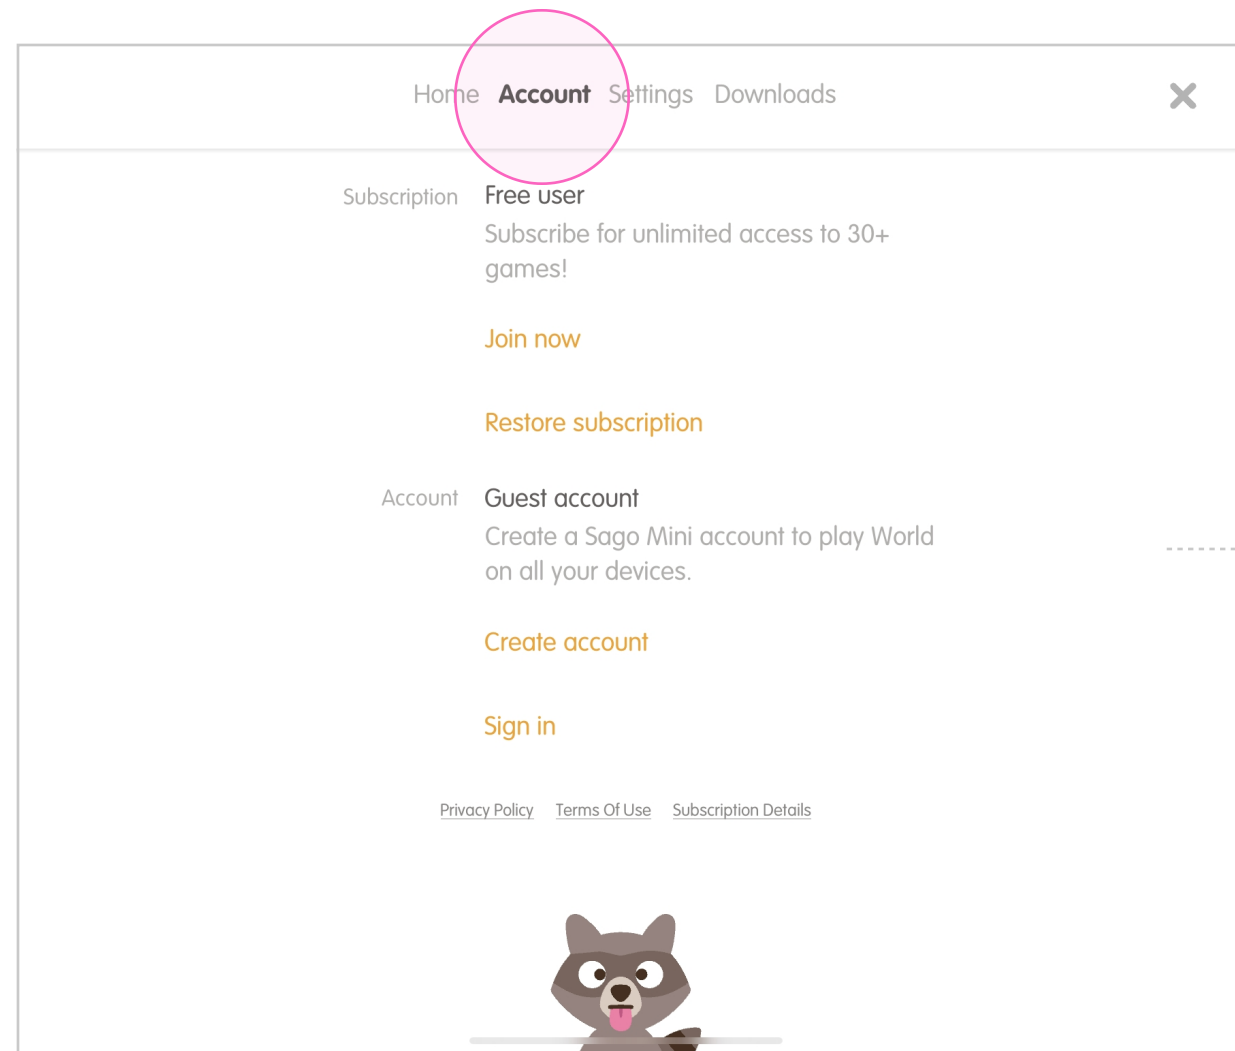 Home Account Settings Downloads
Subscription Free user
Subscribe for unlimited access to 30+
games!
Join now
Restore subscription
Account Guest account
Create a Sago Mini account to play World
on all your devices.
Create account
Sign in
Privacy Policy Terms Of Use Subscription Details